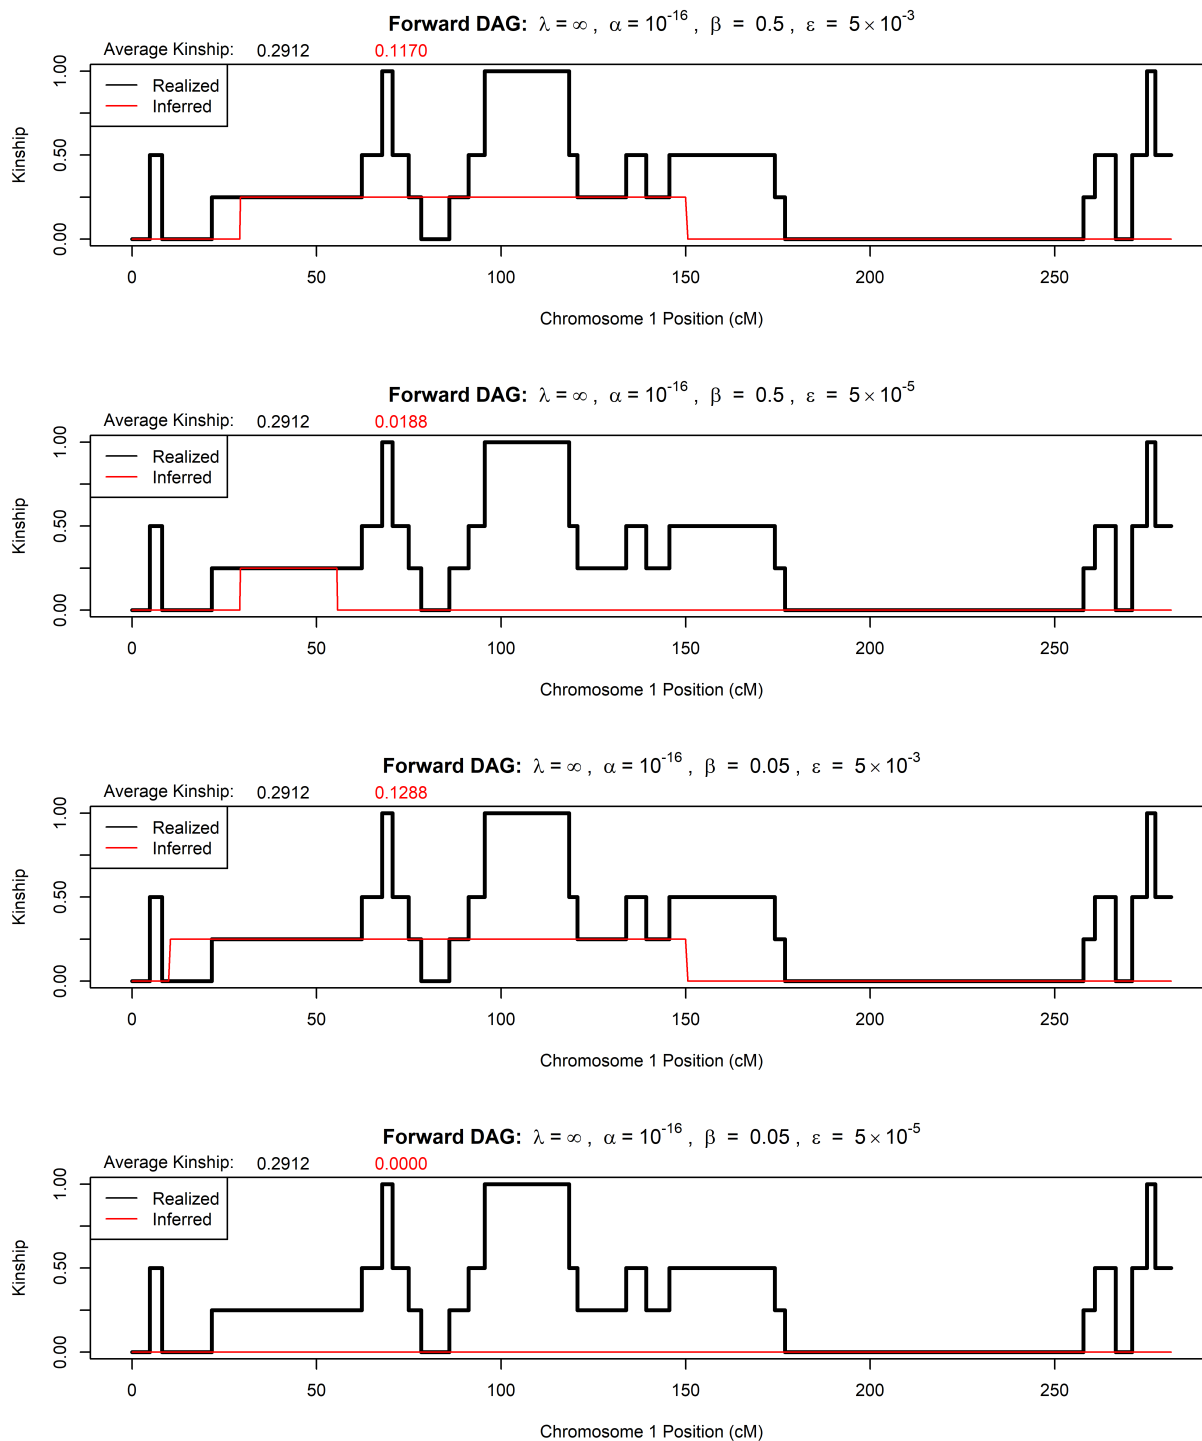 Forward DAG: λ = ∞ , α = 10^-16 , β = 0.5 , ε = 5 × 10^-3
Average Kinship: 0.2912 0.1170
Realized
Inferred
Kinship
0.00 0.50 1.00
0 50 100 150 200 250
Chromosome 1 Position (cM)
Forward DAG: λ = ∞ , α = 10^-16 , β = 0.5 , ε = 5 × 10^-5
Average Kinship: 0.2912 0.0188
Realized
Inferred
Kinship
0.00 0.50 1.00
0 50 100 150 200 250
Chromosome 1 Position (cM)
Forward DAG: λ = ∞ , α = 10^-16 , β = 0.05 , ε = 5 × 10^-3
Average Kinship: 0.2912 0.1288
Realized
Inferred
Kinship
0.00 0.50 1.00
0 50 100 150 200 250
Chromosome 1 Position (cM)
Forward DAG: λ = ∞ , α = 10^-16 , β = 0.05 , ε = 5 × 10^-5
Average Kinship: 0.2912 0.0000
Realized
Inferred
Kinship
0.00 0.50 1.00
0 50 100 150 200 250
Chromosome 1 Position (cM)